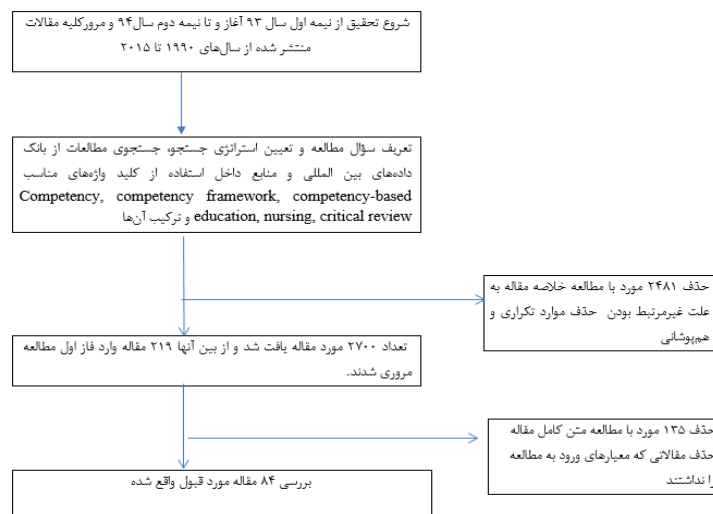 شروع تحقیق از نیمه اول سال ۹۳ آغاز و تا نیمه دوم سال۹۴ و مرورکلیه مقالات
منتشر شده از سال‌های ۱۹۹۰ تا ۲۰۱۵
تعریف سؤال مطالعه و تعیین استراتژی جستجو، جستجوی مطالعات از بانک
داده‌های بین المللی و منابع داخل استفاده از کلید واژه‌های مناسب
Competency, competency framework, competency-based
education, nursing, critical review و ترکیب آن‌ها
حذف ۲۴۸۱ مورد با مطالعه خلاصه مقاله به
علت غیرمرتبط بودن حذف موارد تکراری و
هم‌پوشانی
تعداد ۲۷۰۰ مورد مقاله یافت شد و از بین آنها ۲۱۹ مقاله وارد فاز اول مطالعه
مروری شدند.
حذف ۱۳۵ مورد با مطالعه متن کامل مقاله
حذف مقالاتی که معیارهای ورود به مطالعه
را نداشتند
بررسی ۸۴ مقاله مورد قبول واقع شده